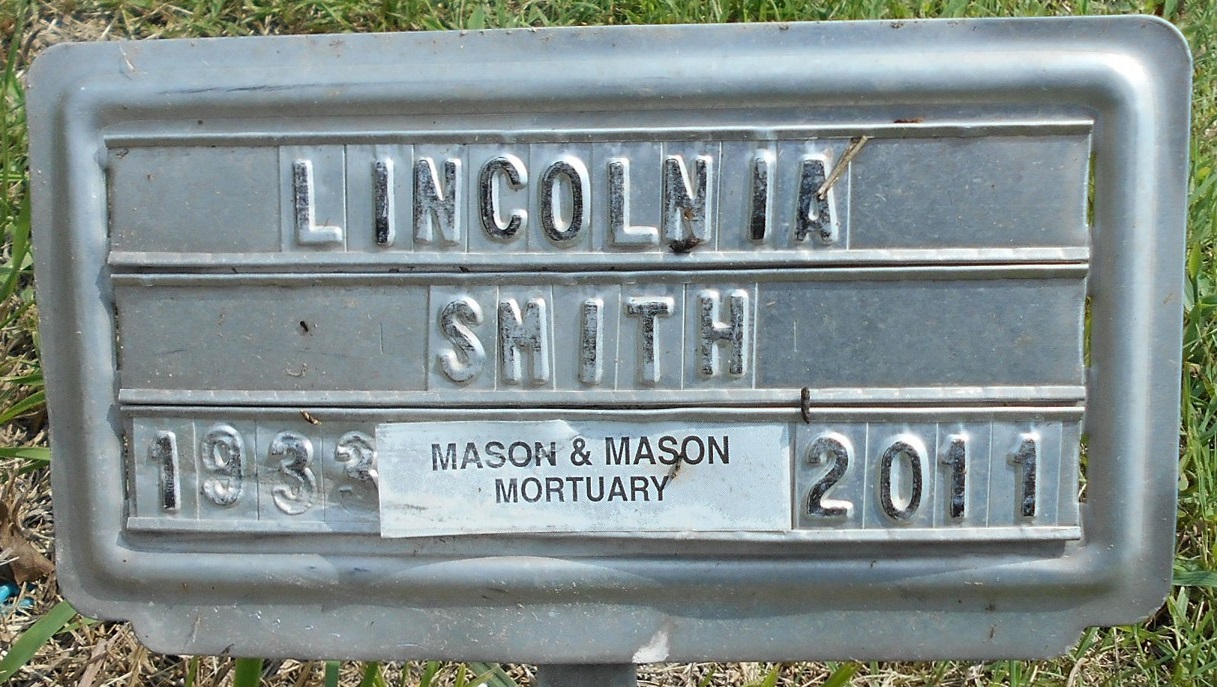 LINCOLNIA
SMITH
1933 MASON & MASON 2011
MORTUARY